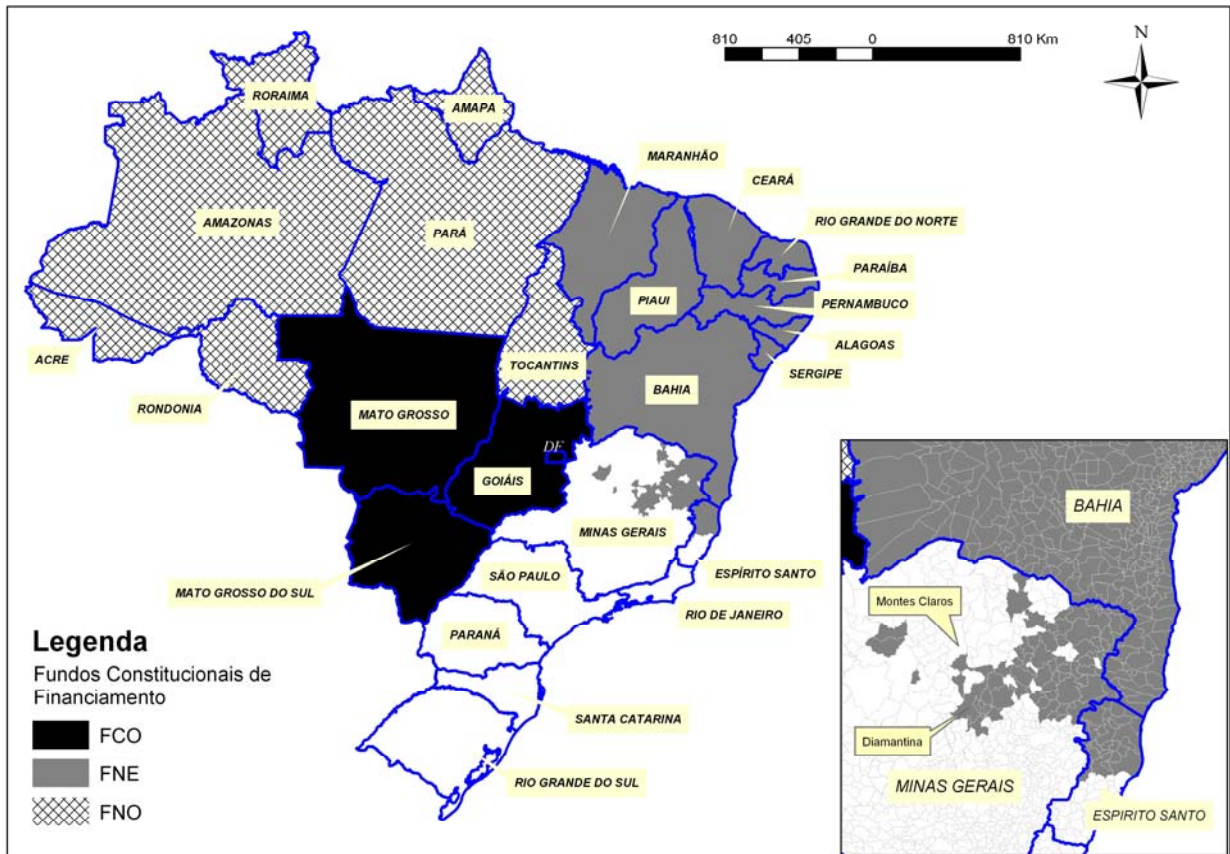 810 405 0 810 Km
N
RORAIMA
AMAPA
MARANHÃO
CEARÁ
AMAZONAS
PARÁ
RIO GRANDE DO NORTE
PARAÍBA
PIAUI
PERNAMBUCO
ALAGOAS
ACRE
TOCANTINS
SERGIPE
RONDONIA
MATO GROSSO
BAHIA
DF
GOIÁIS
MINAS GERAIS
SÃO PAULO
ESPÍRITO SANTO
MATO GROSSO DO SUL
RIO DE JANEIRO
PARANÁ
SANTA CATARINA
RIO GRANDE DO SUL
Legenda
Fundos Constitucionais de
Financiamento
FCO
FNE
FNO
BAHIA
Montes Claros
Diamantina
MINAS GERAIS
ESPIRITO SANTO